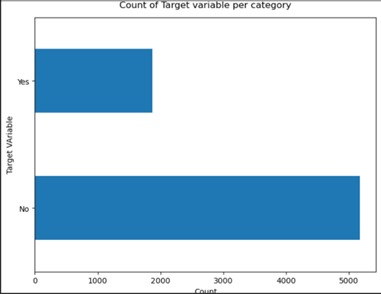 Count of Target variable per category
Yes
Target VAriable
No
0 1000 2000 3000 4000 5000
Count